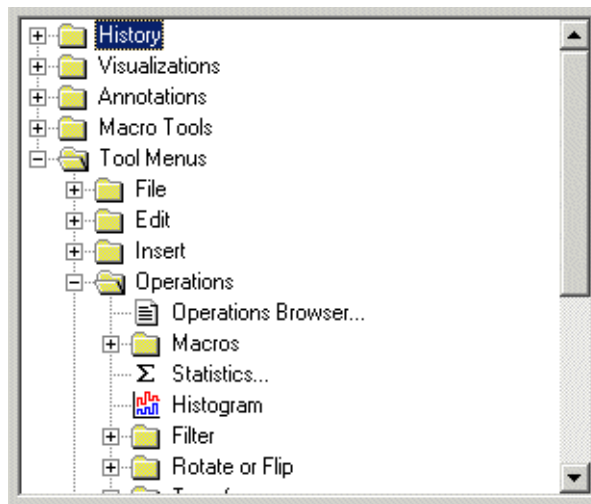 History
Visualizations
Annotations
Macro Tools
Tool Menus
File
Edit
Insert
Operations
Operations Browser...
Macros
Σ Statistics...
Histogram
Filter
Rotate or Flip